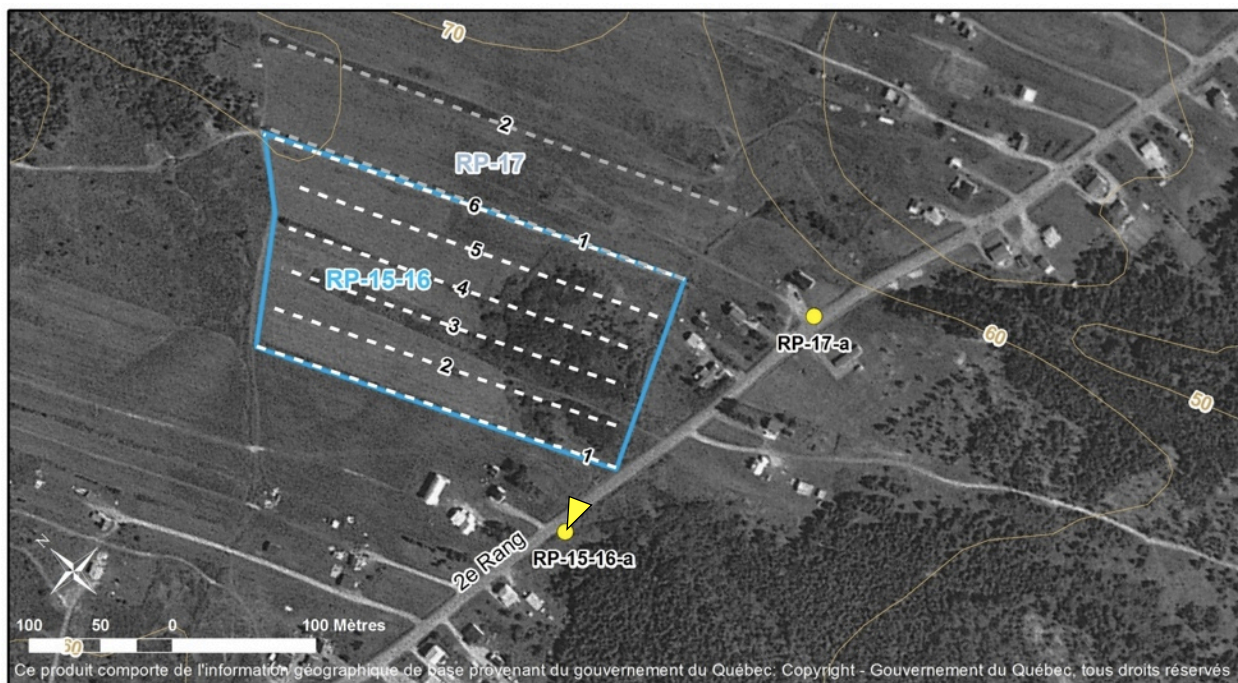 70
2
RP-17
6
1
5
RP-15-16
4
3
2
1
RP-17-a
60
50
2e Rang
RP-15-16-a
N
100 50 0 100 Mètres
60
Ce produit comporte de l'information géographique de base provenant du gouvernement du Québec; Copyright - Gouvernement du Québec, tous droits réservés